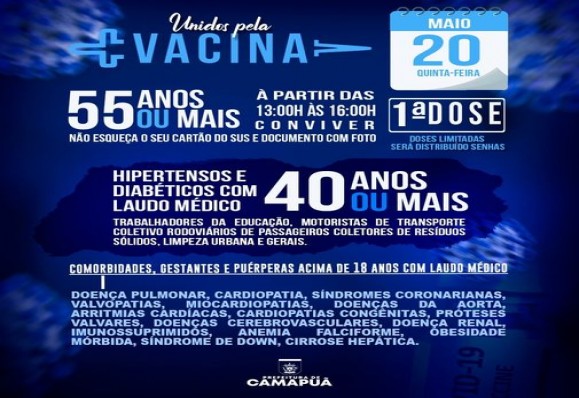 Unidos pela
VACINA
MAIO
20
QUINTA-FEIRA
55 ANOS OU MAIS
À PARTIR DAS
13:00H ÀS 16:00H
CONVIVER
1ªDOSE
NÃO ESQUEÇA O SEU CARTÃO DO SUS E DOCUMENTO COM FOTO
DOSES LIMITADAS
SERÁ DISTRIBUÍDO SENHAS
HIPERTENSOS E
DIABÉTICOS COM
LAUDO MÉDICO
40 ANOS OU MAIS
TRABALHADORES DA EDUCAÇÃO, MOTORISTAS DE TRANSPORTE
COLETIVO RODOVIÁRIOS DE PASSAGEIROS COLETORES DE RESÍDUOS
SÓLIDOS, LIMPEZA URBANA E GERAIS.
COMORBIDADES, GESTANTES E PUÉRPERAS ACIMA DE 18 ANOS COM LAUDO MÉDICO
DOENÇA PULMONAR, CARDIOPATIA, SÍNDROMES CORONARIANAS,
VALVOPATIAS, MIOCARDIOPATIAS, DOENÇAS DA AORTA,
ARRITMIAS CARDÍACAS, CARDIOPATIAS CONGÊNITAS, PRÓTESES
VALVARES, DOENÇAS CEREBROVASCULARES, DOENÇA RENAL,
IMUNOSSUPRIMIDOS, ANEMIA FALCIFORME, OBESIDADE
MÓRBIDA, SÍNDROME DE DOWN, CIRROSE HEPÁTICA.
PREFEITURA DE
CAMAPUÃ